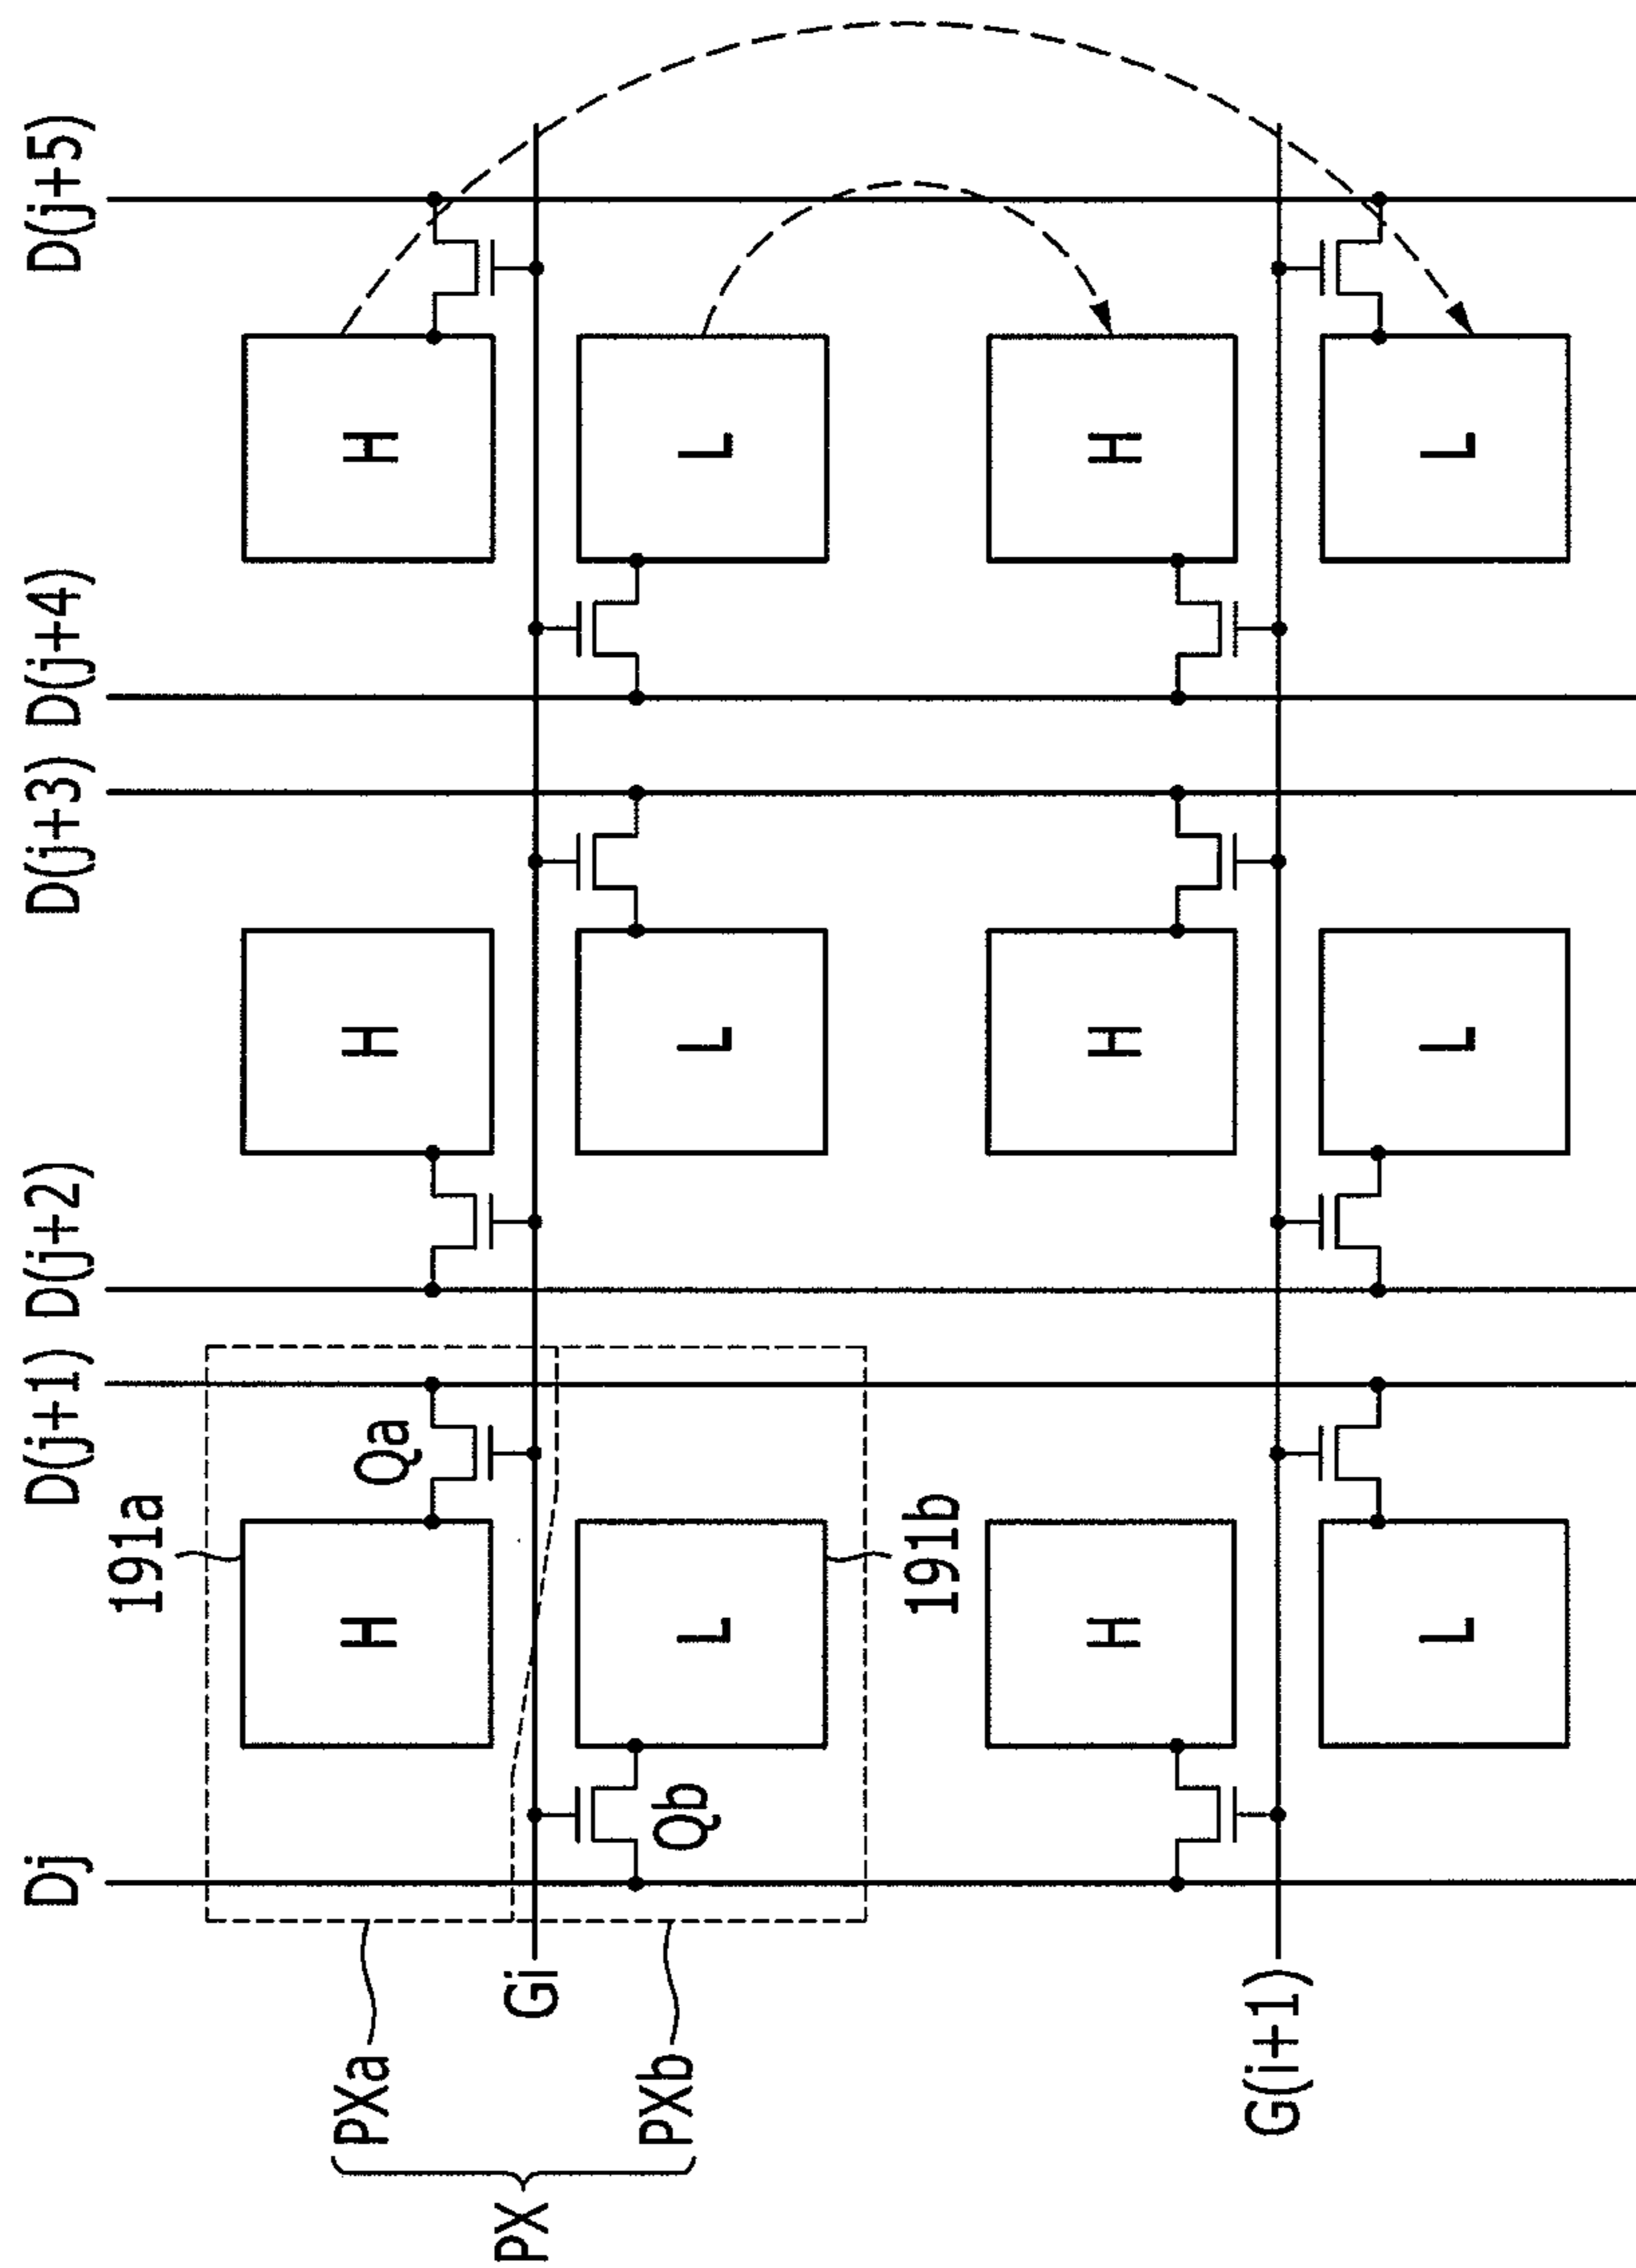 Dj D(j+1) D(j+2) D(j+3) D(j+4) D(j+5)
191a
PXa H Qa H H
PX Gi
PXb Qb L L L
191b
H H H
G(i+1)
L L L